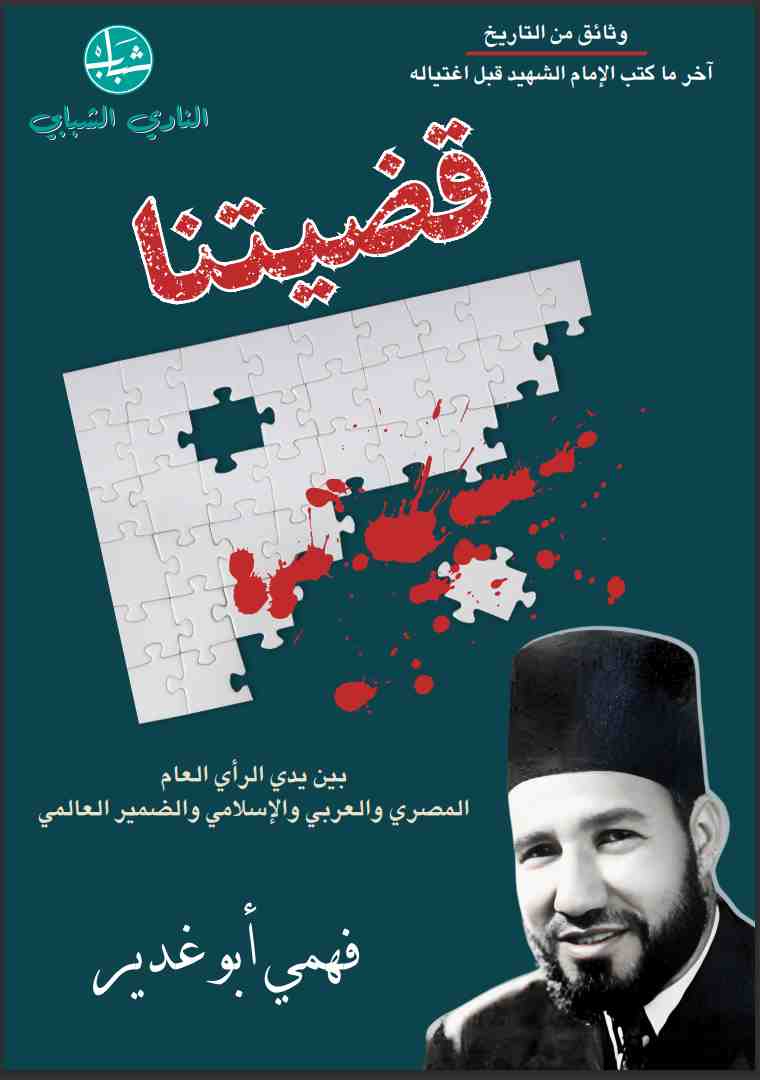 وثائق من التاريخ
آخر ما كتب الإمام الشهيد قبل اغتياله
شباب
النادي الشبابي
قضيتنا
بين يدي الرأي العام
المصري والعربي والإسلامي والضمير العالمي
فهمي أبو غدير